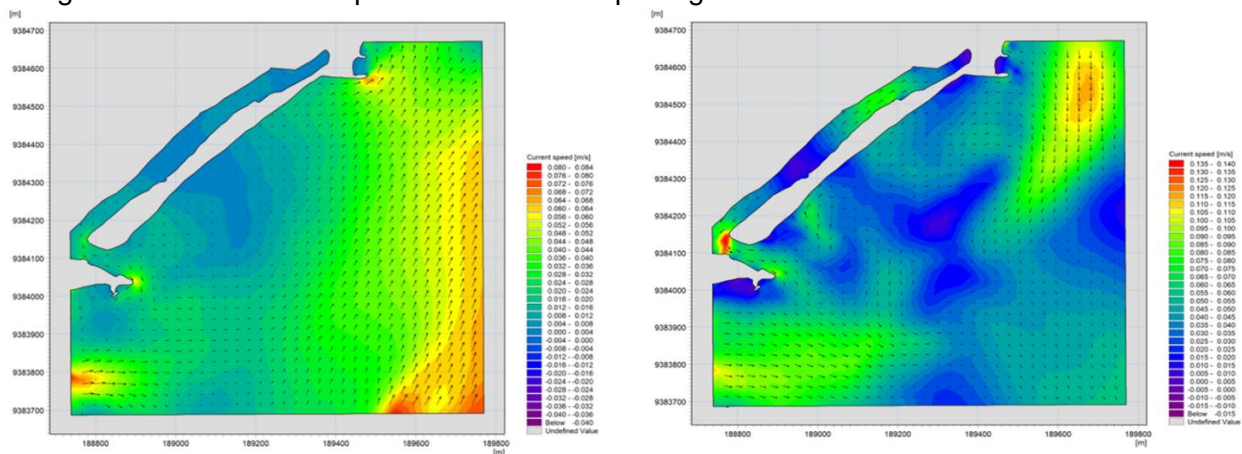 [m]
9384700
9384600
9384500
9384400
9384300
9384200
9384100
9384000
9383900
9383800
9383700
188800 189000 189200 189400 189600 189800
[m]
Current speed [m/s]
0.080 - 0.084
0.076 - 0.080
0.072 - 0.076
0.068 - 0.072
0.064 - 0.068
0.060 - 0.064
0.056 - 0.060
0.052 - 0.056
0.048 - 0.052
0.044 - 0.048
0.040 - 0.044
0.036 - 0.040
0.032 - 0.036
0.028 - 0.032
0.024 - 0.028
0.020 - 0.024
0.016 - 0.020
0.012 - 0.016
0.008 - 0.012
0.004 - 0.008
0.000 - 0.004
-0.004 - 0.000
-0.008 - -0.004
-0.012 - -0.008
-0.016 - -0.012
-0.020 - -0.016
-0.024 - -0.020
-0.028 - -0.024
-0.032 - -0.028
-0.036 - -0.032
-0.040 - -0.036
Below -0.040
Undefined Value
[m]
9384700
9384600
9384500
9384400
9384300
9384200
9384100
9384000
9383900
9383800
9383700
188800 189000 189200 189400 189600 189800
[m]
Current speed [m/s]
0.135 - 0.140
0.130 - 0.135
0.125 - 0.130
0.120 - 0.125
0.115 - 0.120
0.110 - 0.115
0.105 - 0.110
0.100 - 0.105
0.095 - 0.100
0.090 - 0.095
0.085 - 0.090
0.080 - 0.085
0.075 - 0.080
0.070 - 0.075
0.065 - 0.070
0.060 - 0.065
0.055 - 0.060
0.050 - 0.055
0.045 - 0.050
0.040 - 0.045
0.035 - 0.040
0.030 - 0.035
0.025 - 0.030
0.020 - 0.025
0.015 - 0.020
0.010 - 0.015
0.005 - 0.010
0.000 - 0.005
-0.005 - 0.000
-0.010 - -0.005
-0.015 - -0.010
Below -0.015
Undefined Value